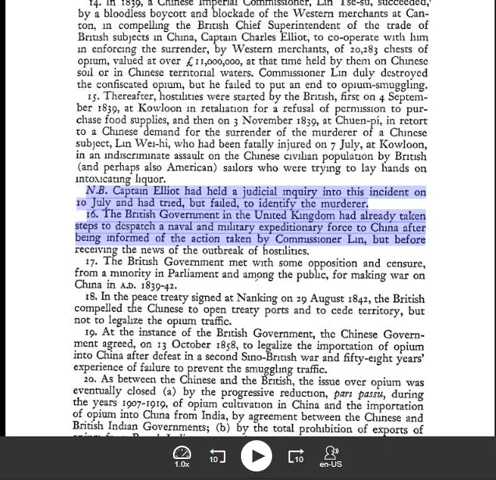 14. In 1839, a Chinese Imperial Commissioner, Lin Tse-su, succeeded,
by a bloodless boycott and blockade of the Western merchants at Can-
ton, in compelling the British Chief Superintendent of the trade of
British subjects in China, Captain Charles Elliot, to co-operate with him
in enforcing the surrender, by Western merchants, of 20,283 chests of
opium, valued at over £11,000,000, at that time held by them on Chinese
soil or in Chinese territorial waters. Commissioner Lin duly destroyed
the confiscated opium, but he failed to put an end to opium-smuggling.
15. Thereafter, hostilities were started by the British, first on 4 Septem-
ber 1839, at Kowloon in retaliation for a refusal of permission to pur-
chase food supplies, and then on 3 November 1839, at Chuen-pi, in retort
to a Chinese demand for the surrender of the murderer of a Chinese
subject, Lin Wei-hi, who had been fatally injured on 7 July, at Kowloon,
in an indiscriminate assault on the Chinese civilian population by British
(and perhaps also American) sailors who were trying to lay hands on
intoxicating liquor.
N.B. Captain Elliot had held a judicial inquiry into this incident on
10 July and had tried, but failed, to identify the murderer.
16. The British Government in the United Kingdom had already taken
steps to despatch a naval and military expeditionary force to China after
being informed of the action taken by Commissioner Lin, but before
receiving the news of the outbreak of hostilities.
17. The British Government met with some opposition and censure,
from a minority in Parliament and among the public, for making war on
China in A.D. 1839-42.
18. In the peace treaty signed at Nanking on 29 August 1842, the British
compelled the Chinese to open treaty ports and to cede territory, but
not to legalize the opium traffic.
19. At the instance of the British Government, the Chinese Govern-
ment agreed, on 13 October 1858, to legalize the importation of opium
into China after defeat in a second Sino-British war and fifty-eight years'
experience of failure to prevent the smuggling traffic.
20. As between the Chinese and the British, the issue over opium was
eventually closed (a) by the progressive reduction, pari passu, during
the years 1907-1919, of opium cultivation in China and the importation
of opium into China from India, by agreement between the Chinese and
British Indian Governments; (b) by the total prohibition of exports of
1.0x
10
10
en-US